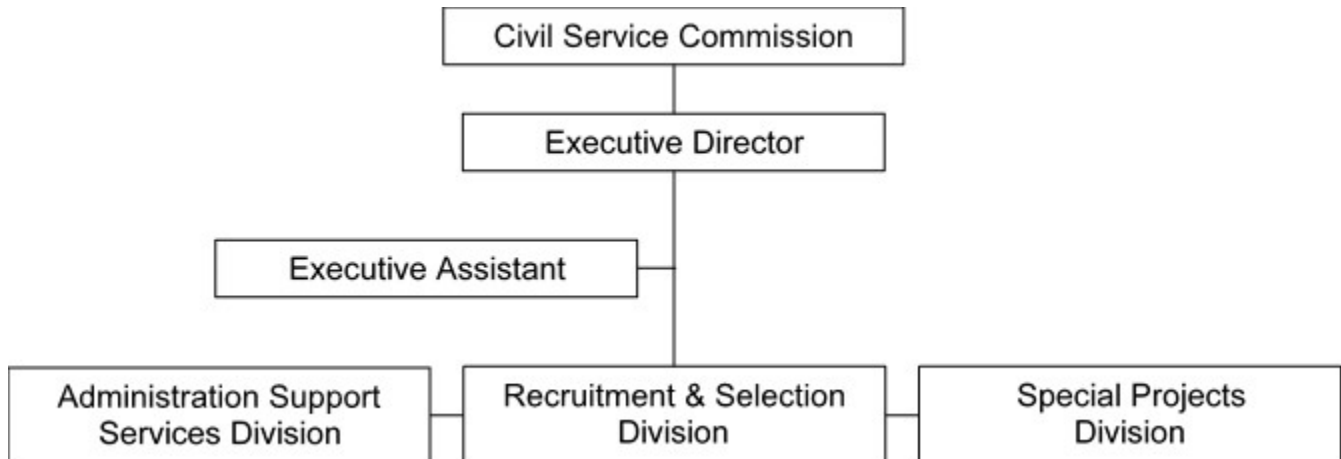 Civil Service Commission
Executive Director
Executive Assistant
Administration Support
Services Division
Recruitment & Selection
Division
Special Projects
Division